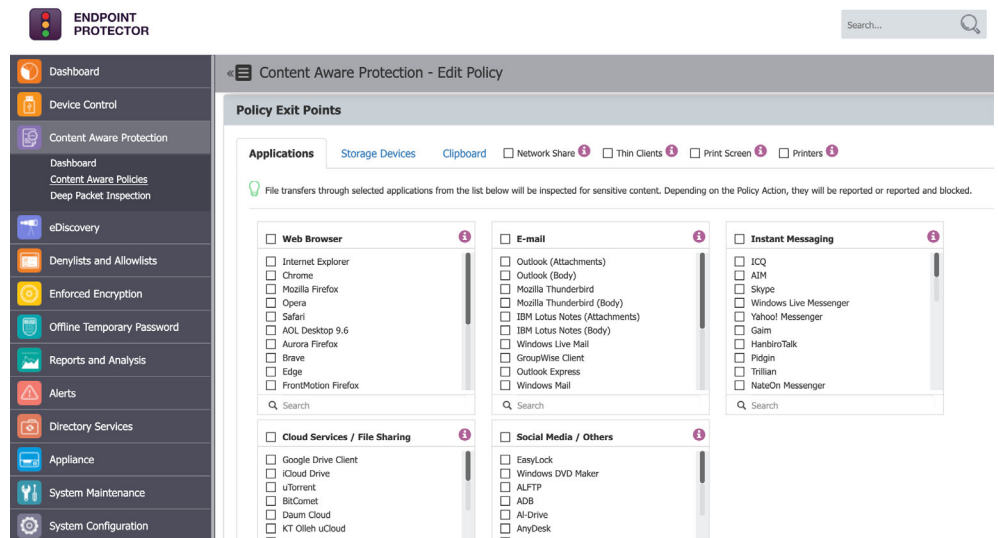 ENDPOINT
PROTECTOR
Search...
Dashboard
Device Control
Content Aware Protection
Dashboard
Content Aware Policies
Deep Packet Inspection
eDiscovery
Denylists and Allowlists
Enforced Encryption
Offline Temporary Password
Reports and Analysis
Alerts
Directory Services
Appliance
System Maintenance
System Configuration
« Content Aware Protection - Edit Policy
Policy Exit Points
Applications Storage Devices Clipboard Network Share i Thin Clients i Print Screen i Printers i
File transfers through selected applications from the list below will be inspected for sensitive content. Depending on the Policy Action, they will be reported or reported and blocked.
Web Browser i
Internet Explorer
Chrome
Mozilla Firefox
Opera
Safari
AOL Desktop 9.6
Aurora Firefox
Brave
Edge
FrontMotion Firefox
Search
E-mail i
Outlook (Attachments)
Outlook (Body)
Mozilla Thunderbird
Mozilla Thunderbird (Body)
IBM Lotus Notes (Attachments)
IBM Lotus Notes (Body)
Windows Live Mail
GroupWise Client
Outlook Express
Windows Mail
Search
Instant Messaging i
ICQ
AIM
Skype
Windows Live Messenger
Yahoo! Messenger
Gaim
HanbiroTalk
Pidgin
Trillian
NateOn Messenger
Search
Cloud Services / File Sharing i
Google Drive Client
iCloud Drive
uTorrent
BitComet
Daum Cloud
KT Olleh uCloud
Social Media / Others i
EasyLock
Windows DVD Maker
ALFTP
ADB
Al-Drive
AnyDesk